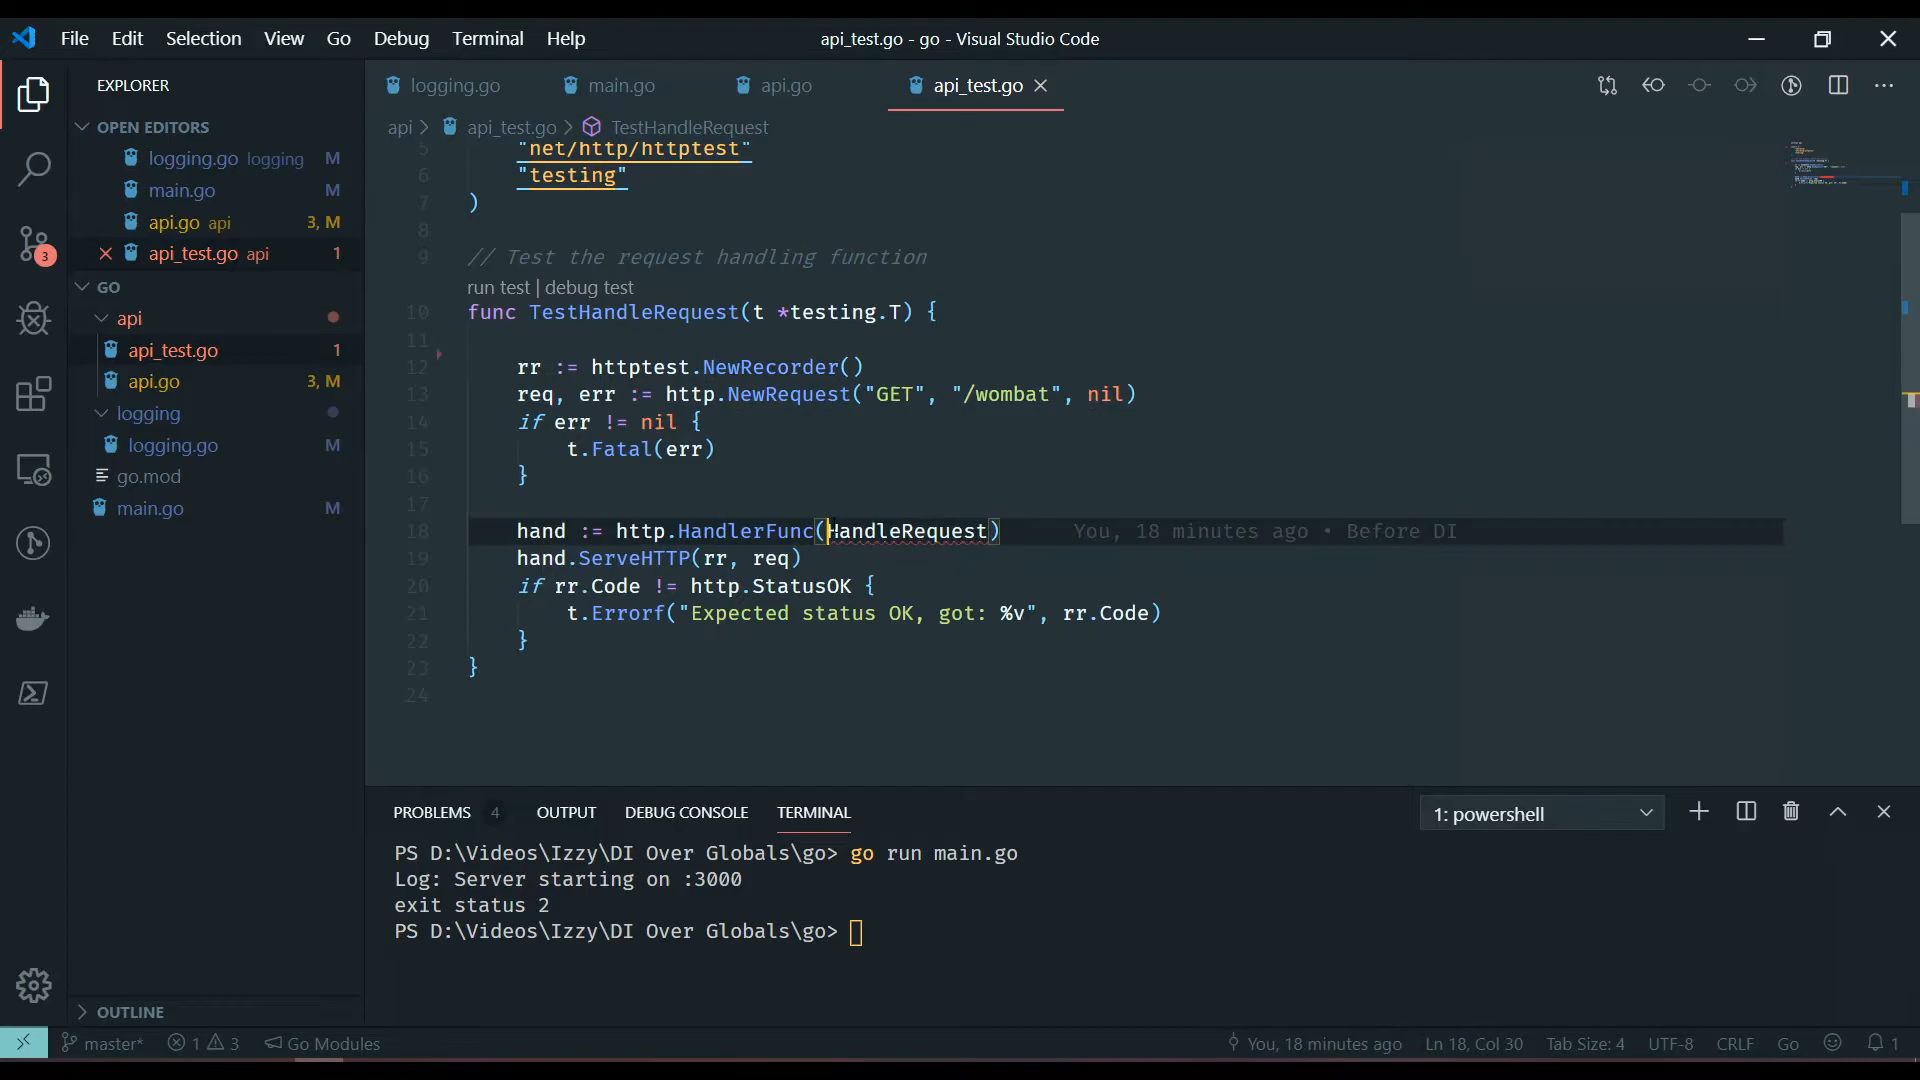 File Edit Selection View Go Debug Terminal Help
api_test.go - go - Visual Studio Code
EXPLORER
OPEN EDITORS
logging.go logging M
main.go M
api.go api 3, M
api_test.go api 1
GO
api
api_test.go 1
api.go 3, M
logging
logging.go M
go.mod
main.go M
OUTLINE
3
logging.go main.go api.go api_test.go
api > api_test.go > TestHandleRequest
5 "net/http/httptest"
6 "testing"
7 )
8
9 // Test the request handling function
run test | debug test
10 func TestHandleRequest(t *testing.T) {
11
12 rr := httptest.NewRecorder()
13 req, err := http.NewRequest("GET", "/wombat", nil)
14 if err != nil {
15 t.Fatal(err)
16 }
17
18 hand := http.HandlerFunc(HandleRequest) You, 18 minutes ago • Before DI
19 hand.ServeHTTP(rr, req)
20 if rr.Code != http.StatusOK {
21 t.Errorf("Expected status OK, got: %v", rr.Code)
22 }
23 }
24
PROBLEMS 4 OUTPUT DEBUG CONSOLE TERMINAL
1: powershell
PS D:\Videos\Izzy\DI Over Globals\go> go run main.go
Log: Server starting on :3000
exit status 2
PS D:\Videos\Izzy\DI Over Globals\go>
master* 1 3 Go Modules
You, 18 minutes ago Ln 18, Col 30 Tab Size: 4 UTF-8 CRLF Go 1